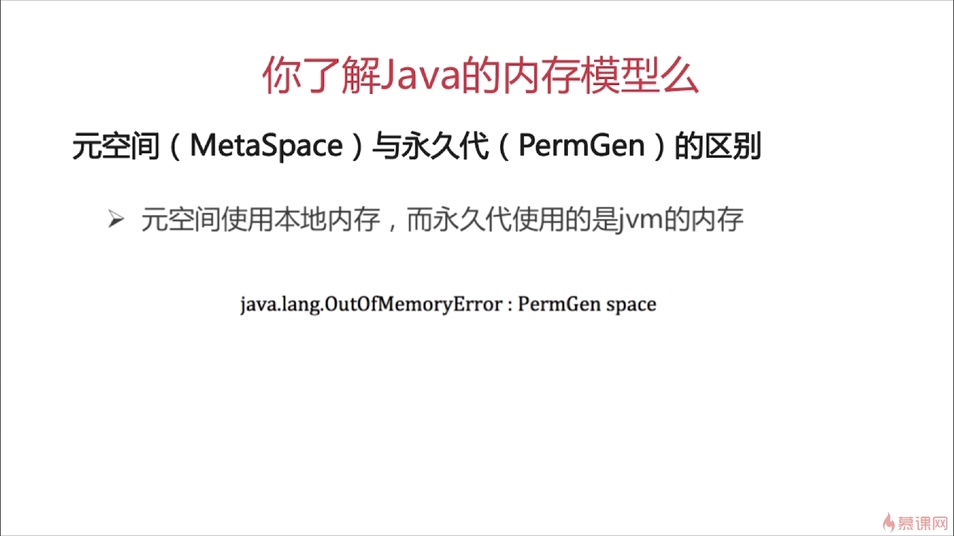 你了解Java的内存模型么
元空间（MetaSpace）与永久代（PermGen）的区别
➢ 元空间使用本地内存，而永久代使用的是jvm的内存
java.lang.OutOfMemoryError : PermGen space
慕课网